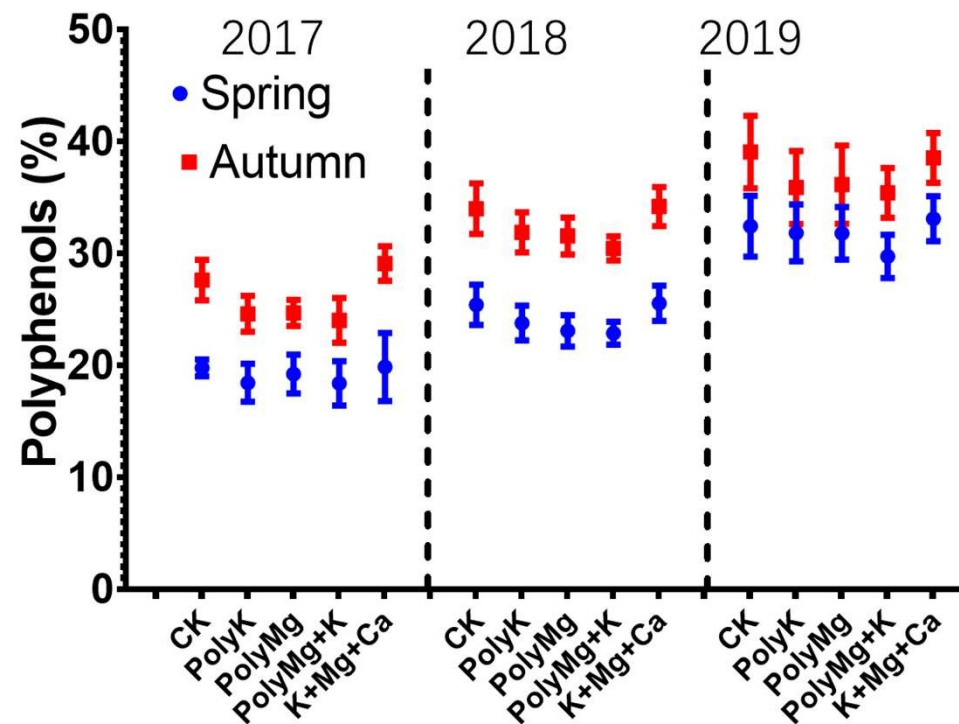 2017 2018 2019
Spring
Autumn
Polyphenols (%)
50
40
30
20
10
0
CK PolyK PolyMg PolyMg+K K+Mg+Ca CK PolyK PolyMg PolyMg+K K+Mg+Ca CK PolyK PolyMg PolyMg+K K+Mg+Ca